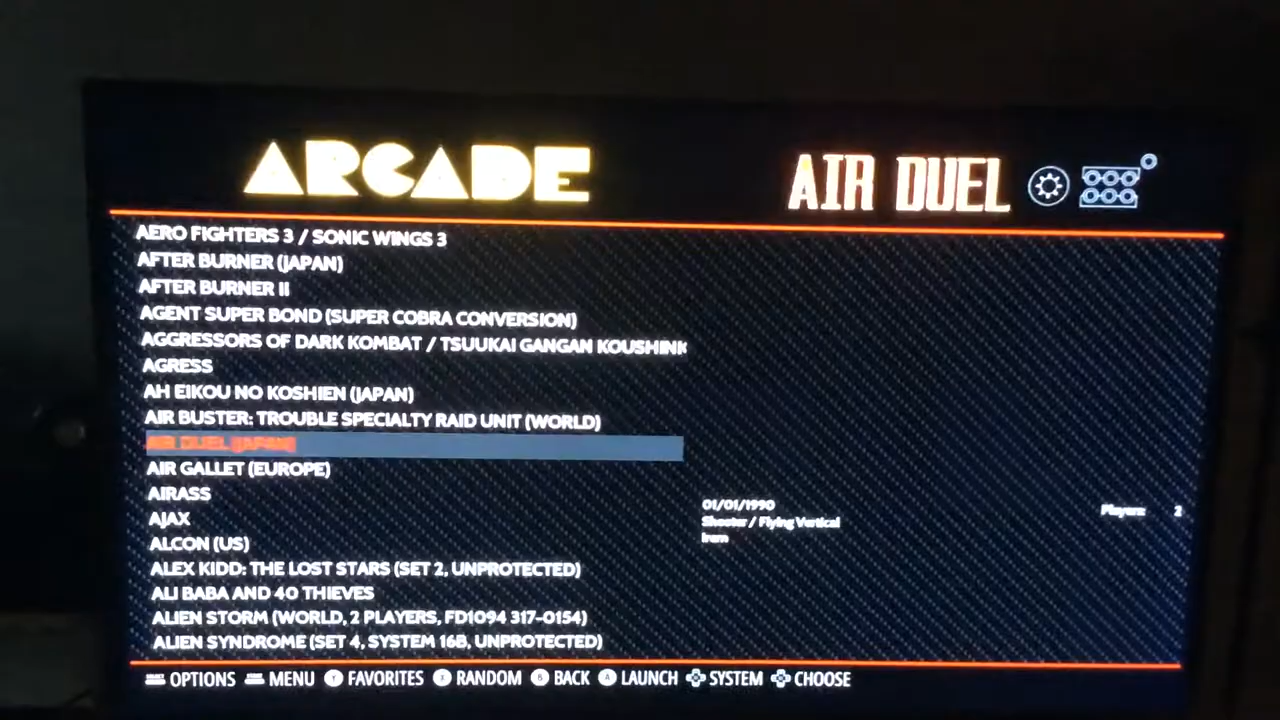 ARCADE
AIR DUEL
AERO FIGHTERS 3 / SONIC WINGS 3
AFTER BURNER (JAPAN)
AFTER BURNER II
AGENT SUPER BOND (SUPER COBRA CONVERSION)
AGGRESSORS OF DARK KOMBAT / TSUUKAI GANGAN KOUSHINK
AGRESS
AH EIKOU NO KOSHIEN (JAPAN)
AIR BUSTER: TROUBLE SPECIALTY RAID UNIT (WORLD)
AIR DUEL (JAPAN)
AIR GALLET (EUROPE)
AIRASS
AJAX
ALCON (US)
ALEX KIDD: THE LOST STARS (SET 2, UNPROTECTED)
ALI BABA AND 40 THIEVES
ALIEN STORM (WORLD, 2 PLAYERS, FD1094 317-0154)
ALIEN SYNDROME (SET 4, SYSTEM 16B, UNPROTECTED)
01/01/1990
Shooter / Flying Vertical
Irem
Players: 2
OPTIONS MENU Y FAVORITES X RANDOM B BACK A LAUNCH SYSTEM CHOOSE